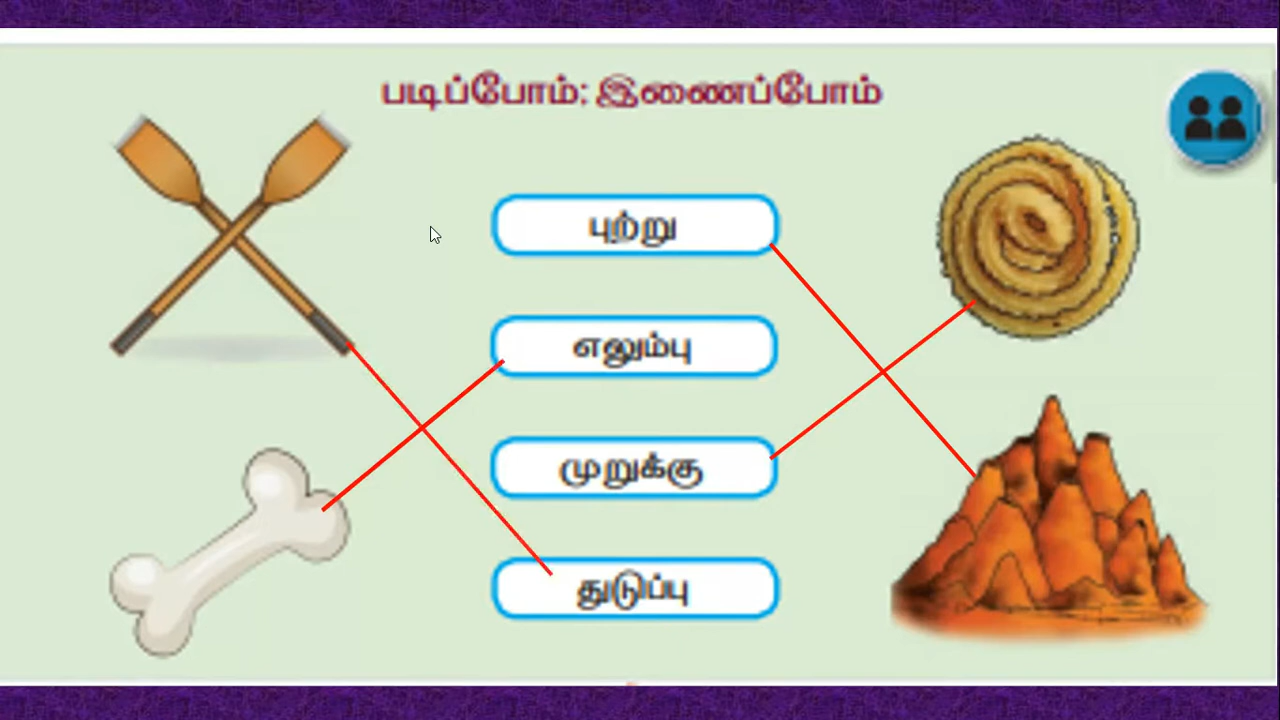 படிப்போம்: இணைப்போம்
புற்று
எலும்பு
முறுக்கு
துடுப்பு